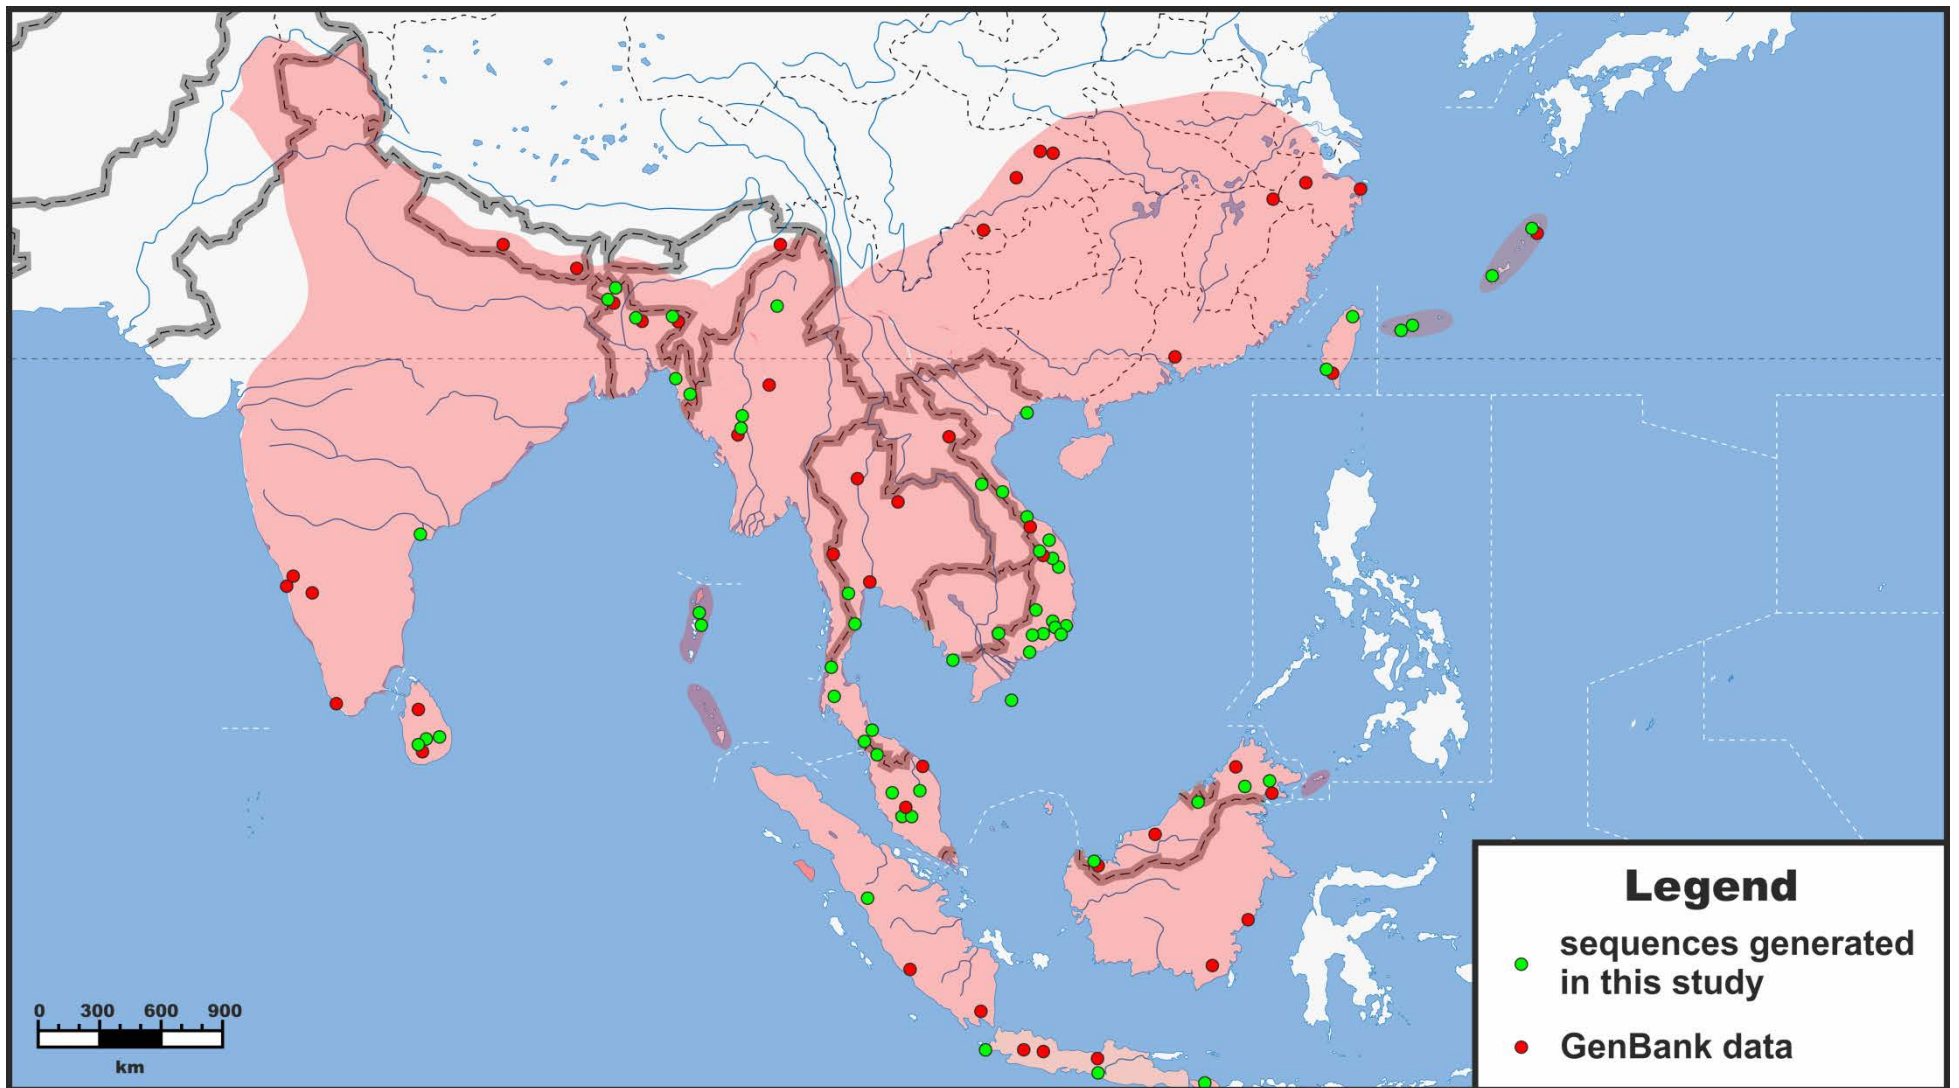 Legend
sequences generated
in this study
GenBank data
0 300 600 900
km